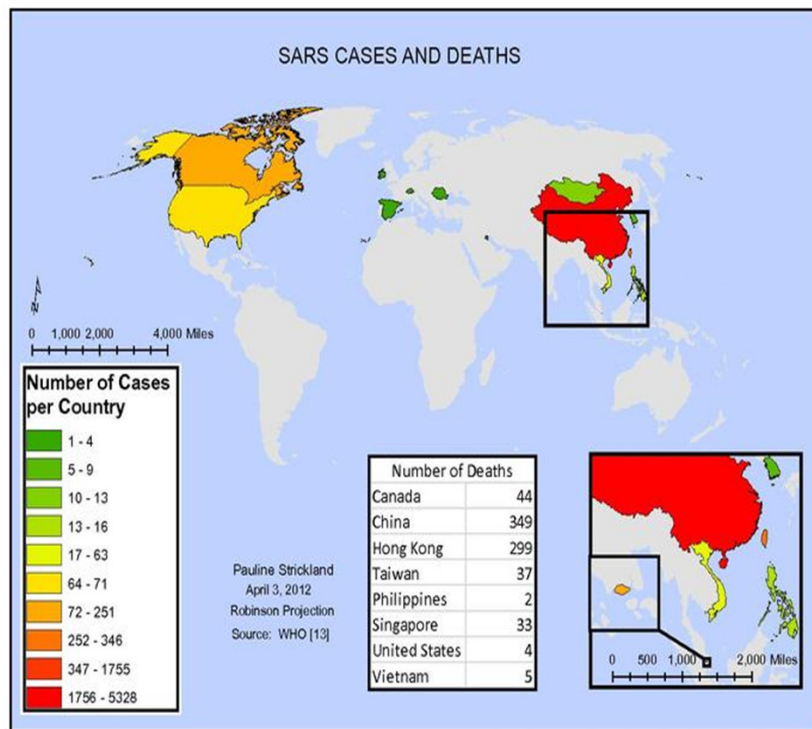 SARS CASES AND DEATHS
0 1,000 2,000 4,000 Miles
Number of Cases
per Country
1 - 4
5 - 9
10 - 13
13 - 16
17 - 63
64 - 71
72 - 251
252 - 346
347 - 1755
1756 - 5328
Pauline Strickland
April 3, 2012
Robinson Projection
Source: WHO [13]
Number of Deaths
Canada 44
China 349
Hong Kong 299
Taiwan 37
Philippines 2
Singapore 33
United States 4
Vietnam 5
0 500 1,000 2,000 Miles